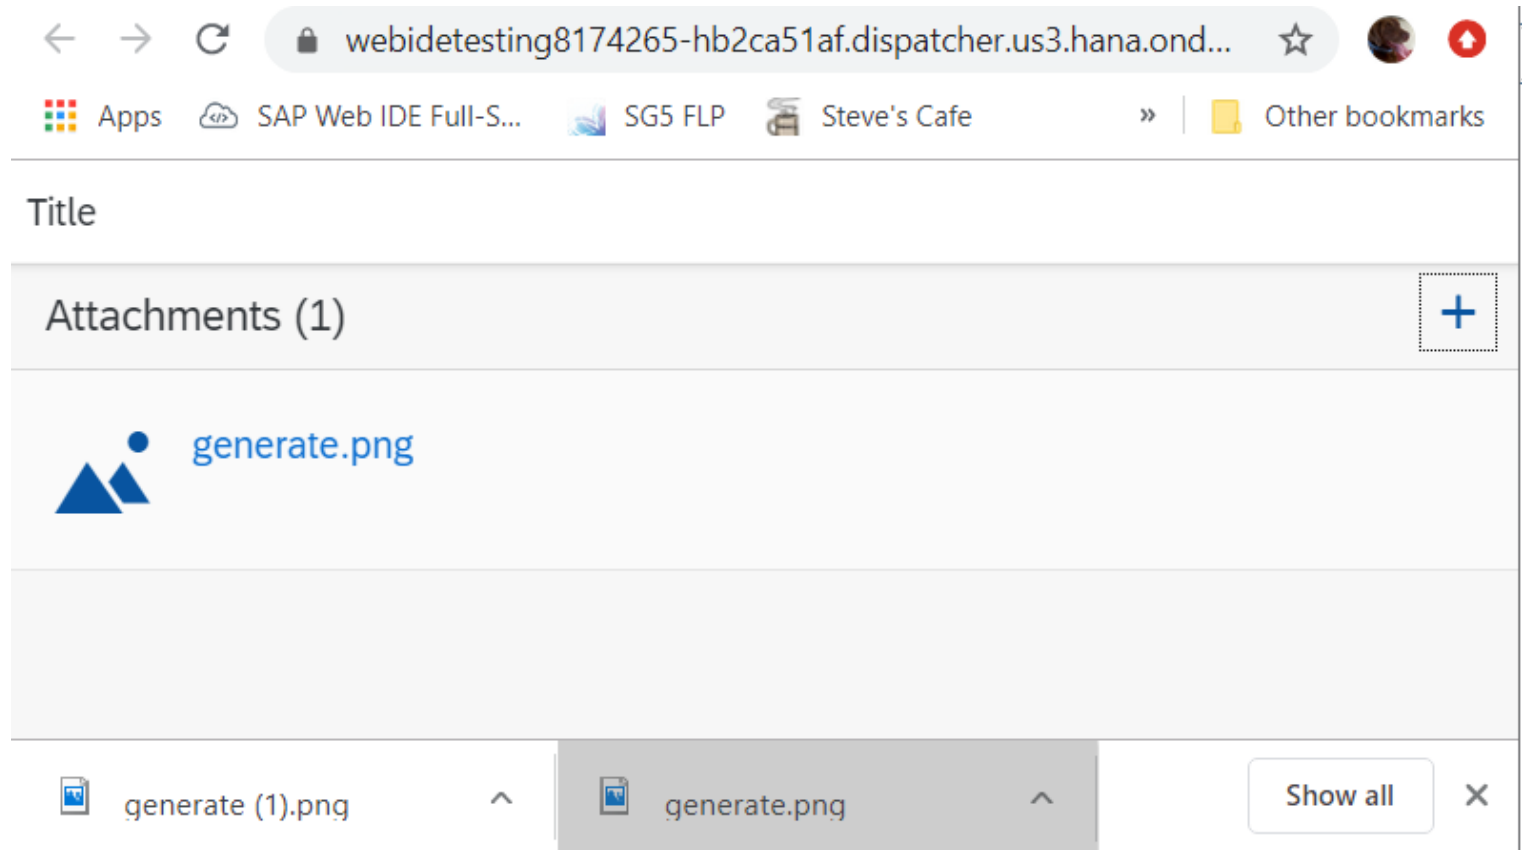 webidetesting8174265-hb2ca51af.dispatcher.us3.hana.ond...
Apps SAP Web IDE Full-S... SG5 FLP Steve's Cafe » Other bookmarks
Title
Attachments (1)
generate.png
generate (1).png generate.png Show all